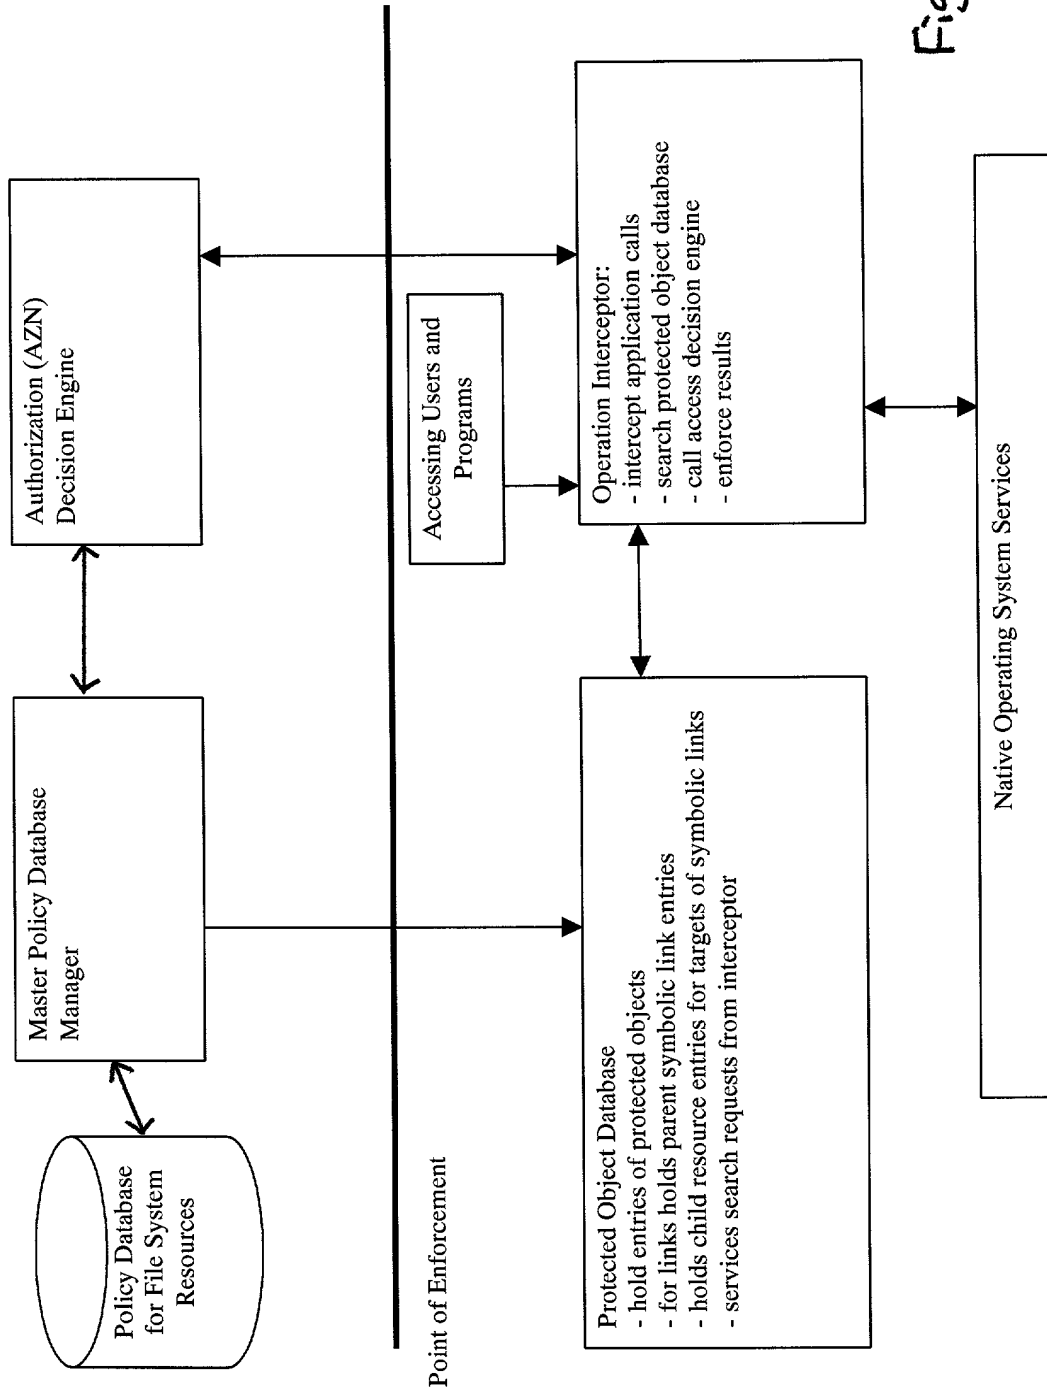 Policy Database
for File System
Resources
Master Policy Database
Manager
Authorization (AZN)
Decision Engine
Point of Enforcement
Accessing Users and
Programs
Protected Object Database
- hold entries of protected objects
- for links holds parent symbolic link entries
- holds child resource entries for targets of symbolic links
- services search requests from interceptor
Operation Interceptor:
- intercept application calls
- search protected object database
- call access decision engine
- enforce results
Native Operating System Services